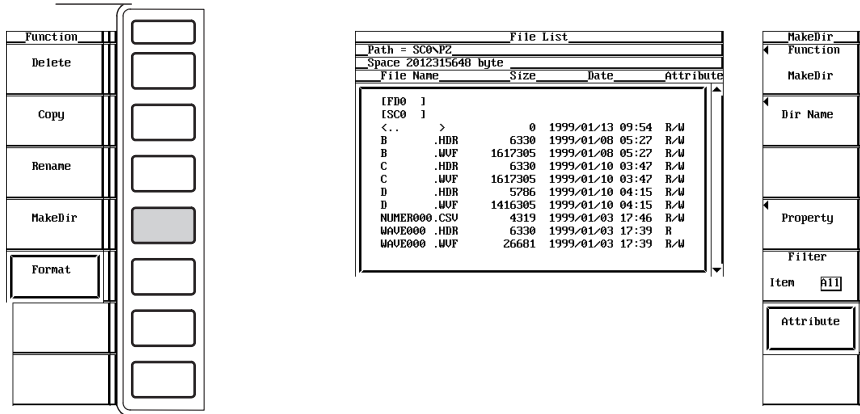 Function
Delete
Copy
Rename
MakeDir
Format
File List
Path = SC0\PZ
Space 2012315648 byte
File Name Size Date Attribute
[FD0 ]
[SC0 ]
<.. > 0 1999/01/13 09:54 R/W
B .HDR 6330 1999/01/08 05:27 R/W
B .WVF 1617305 1999/01/08 05:27 R/W
C .HDR 6330 1999/01/10 03:47 R/W
C .WVF 1617305 1999/01/10 03:47 R/W
D .HDR 5786 1999/01/10 04:15 R/W
D .WVF 1416305 1999/01/10 04:15 R/W
NUMER000.CSV 4319 1999/01/03 17:46 R/W
WAVE000 .HDR 6330 1999/01/03 17:39 R
WAVE000 .WVF 26681 1999/01/03 17:39 R/W
MakeDir
Function
MakeDir
Dir Name
Property
Filter
Item All
Attribute